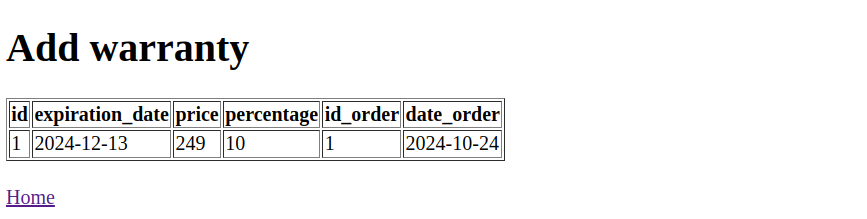 Add warranty
id expiration_date price percentage id_order date_order
1 2024-12-13 249 10 1 2024-10-24
Home